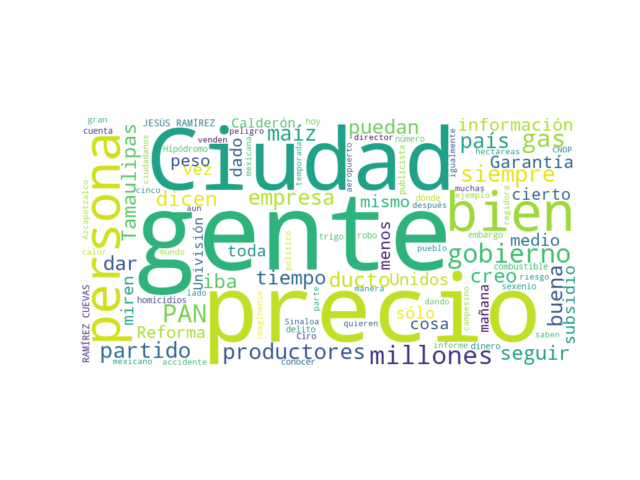 gran
JESÚS RAMÍREZ
Calderón
hoy
puedan
información
cuenta
peligro
maíz
director
número
país
gas
CNOP
venden
Ciudad
igualmente
hectáreas
Hipódromo
peso
vez
dado
mexicana
temporada
aeropuerto
publicista
siempre
Garantía
ciudadanos
Tamaulipas
persona
Azcapotzalco
cinco
dicen
empresa
mismo
dónde
después
muchas
ejemplo
cierto
aun
gente
menos
bien
regidora
embargo
medio
calor
mundo
Univisión
toda
político
trigo
robo
pueblo
gobierno
dar
iba
tiempo
ducto
Unidos
creo
combustible
riesgo
buena
subsidio
miren
homicidios
lado
precio
parte
manera
dando
sexenio
RAMÍREZ CUEVAS
PAN
imagínense
Sinaloa
sólo
campesino
mañana
Reforma
delito
Ciro
quieren
cosa
saben
partido
productores
millones
informe
dinero
seguir
mexicano
accidente
conocer